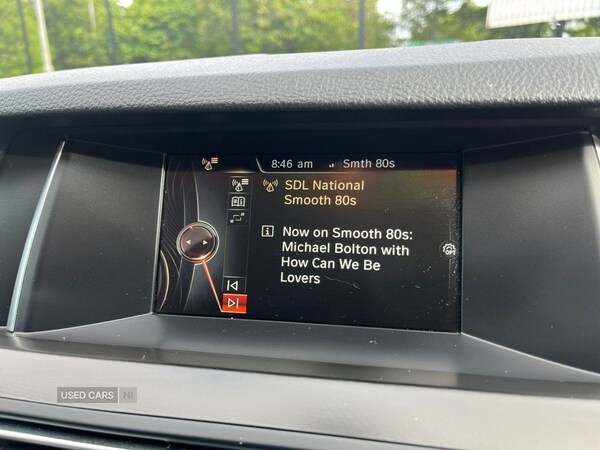 8:46 am Smth 80s
SDL National
Smooth 80s
Now on Smooth 80s:
Michael Bolton with
How Can We Be
Lovers
USED CARS NI